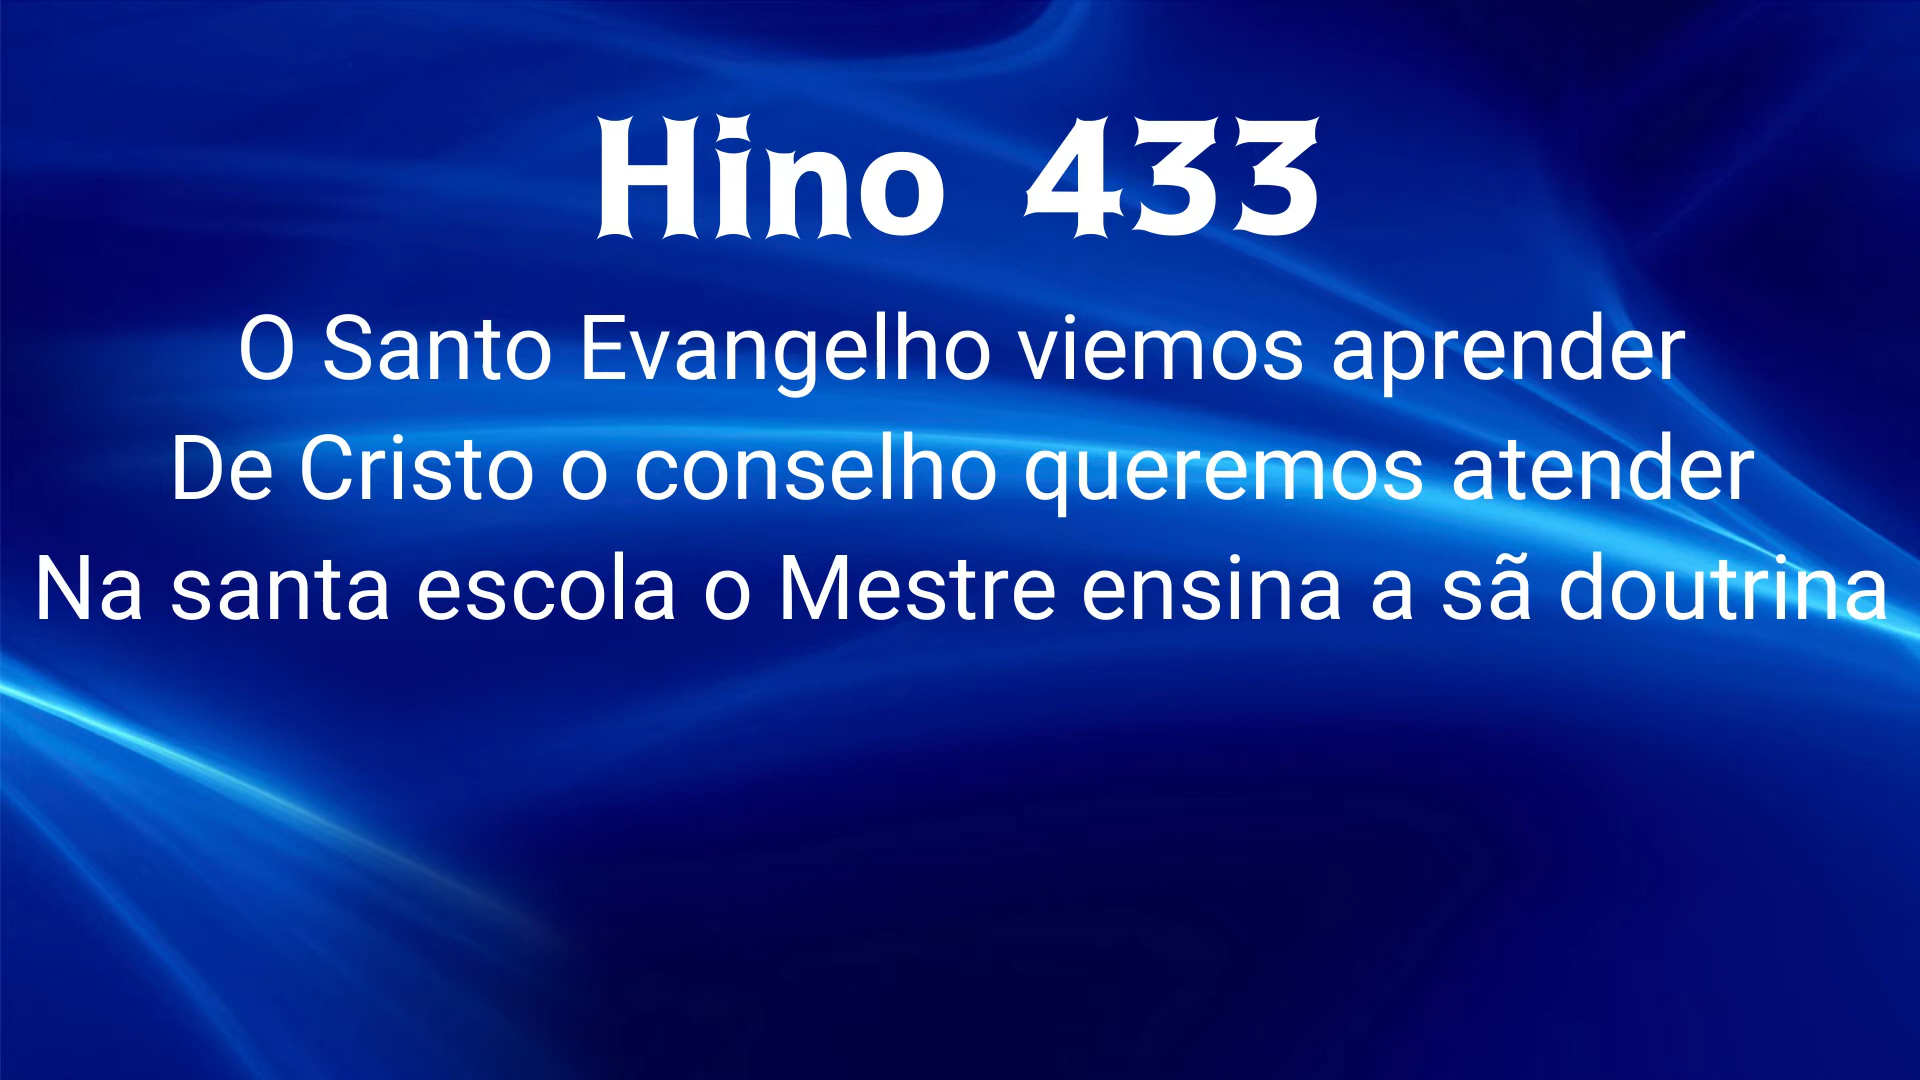 Hino 433
O Santo Evangelho viemos aprender
De Cristo o conselho queremos atender
Na santa escola o Mestre ensina a sã doutrina